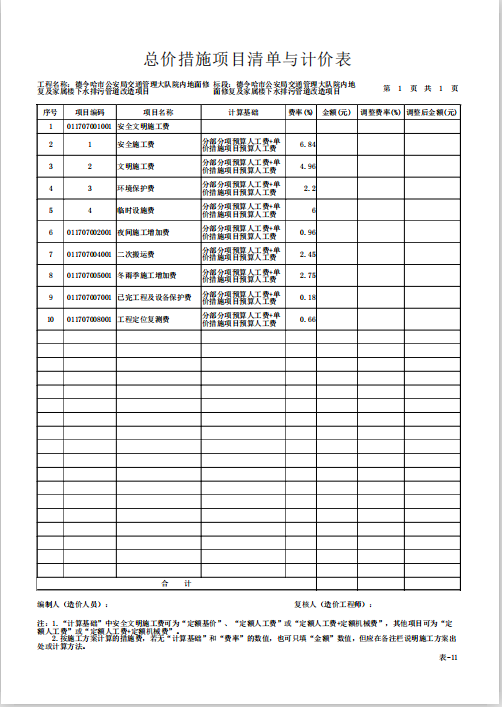 总价措施项目清单与计价表
工程名称：德令哈市公安局交通管理大队院内地面修
复及家属楼下水排污管道改造项目
标段：德令哈市公安局交通管理大队院内地
面修复及家属楼下水排污管道改造项目
第 1 页 共 1 页
序号 项目编码 项目名称 计算基础 费率(%) 金额(元) 调整费率(%) 调整后金额(元)
1 011707001001 安全文明施工费
2 1 安全施工费 分部分项预算人工费+单
价措施项目预算人工费 6.84
3 2 文明施工费 分部分项预算人工费+单
价措施项目预算人工费 4.96
4 3 环境保护费 分部分项预算人工费+单
价措施项目预算人工费 2.2
5 4 临时设施费 分部分项预算人工费+单
价措施项目预算人工费 6
6 011707002001 夜间施工增加费 分部分项预算人工费+单
价措施项目预算人工费 0.96
7 011707004001 二次搬运费 分部分项预算人工费+单
价措施项目预算人工费 2.45
8 011707005001 冬雨季施工增加费 分部分项预算人工费+单
价措施项目预算人工费 2.75
9 011707007001 已完工程及设备保护费 分部分项预算人工费+单
价措施项目预算人工费 0.18
10 011707008001 工程定位复测费 分部分项预算人工费+单
价措施项目预算人工费 0.66
合 计
编制人（造价人员）： 复核人（造价工程师）：
注：1.“计算基础”中安全文明施工费可为“定额基价”、“定额人工费”或“定额人工费+定额机械费”，其他项目可为“定
额人工费”或“定额人工费+定额机械费”。
2.按施工方案计算的措施费，若无“计算基础”和“费率”的数值，也可只填“金额”数值，但应在备注栏说明施工方案出
处或计算方法。
表-11